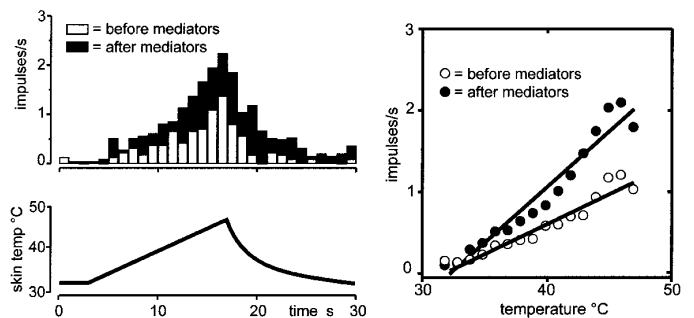 3
= before mediators
= after mediators
2
1
0
impulses/s
50
40
30
skin temp °C
0 10 20 30
time s
3
= before mediators
= after mediators
2
1
0
impulses/s
30 40 50
temperature °C